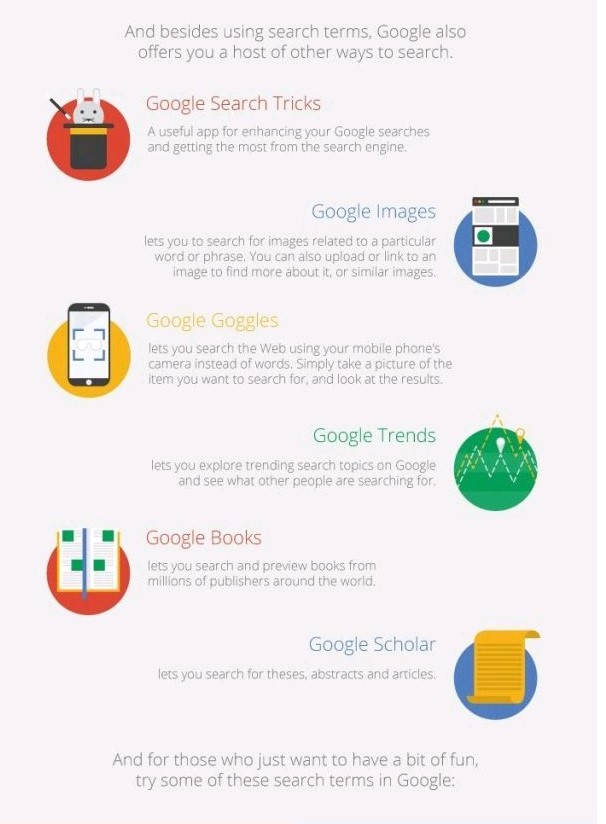 And besides using search terms, Google also
offers you a host of other ways to search.
Google Search Tricks
A useful app for enhancing your Google searches
and getting the most from the search engine.
Google Images
lets you to search for images related to a particular
word or phrase. You can also upload or link to an
image to find more about it, or similar images.
Google Goggles
lets you search the Web using your mobile phone's
camera instead of words. Simply take a picture of the
item you want to search for, and look at the results.
Google Trends
lets you explore trending search topics on Google
and see what other people are searching for.
Google Books
lets you search and preview books from
millions of publishers around the world.
Google Scholar
lets you search for theses, abstracts and articles.
And for those who just want to have a bit of fun,
try some of these search terms in Google: